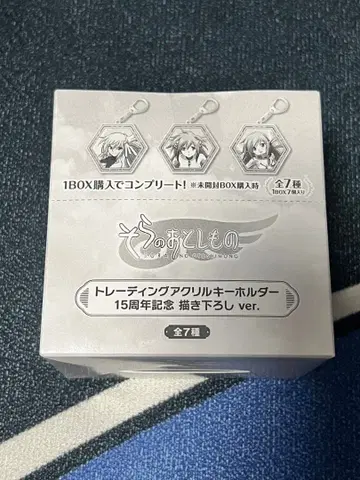 1BOX購入でコンプリート! ※未開封BOX購入時
全7種
1BOX7個入り
そらのおとしもの
トレーディングアクリルキーホルダー
15周年記念 描き下ろし ver.
全7種